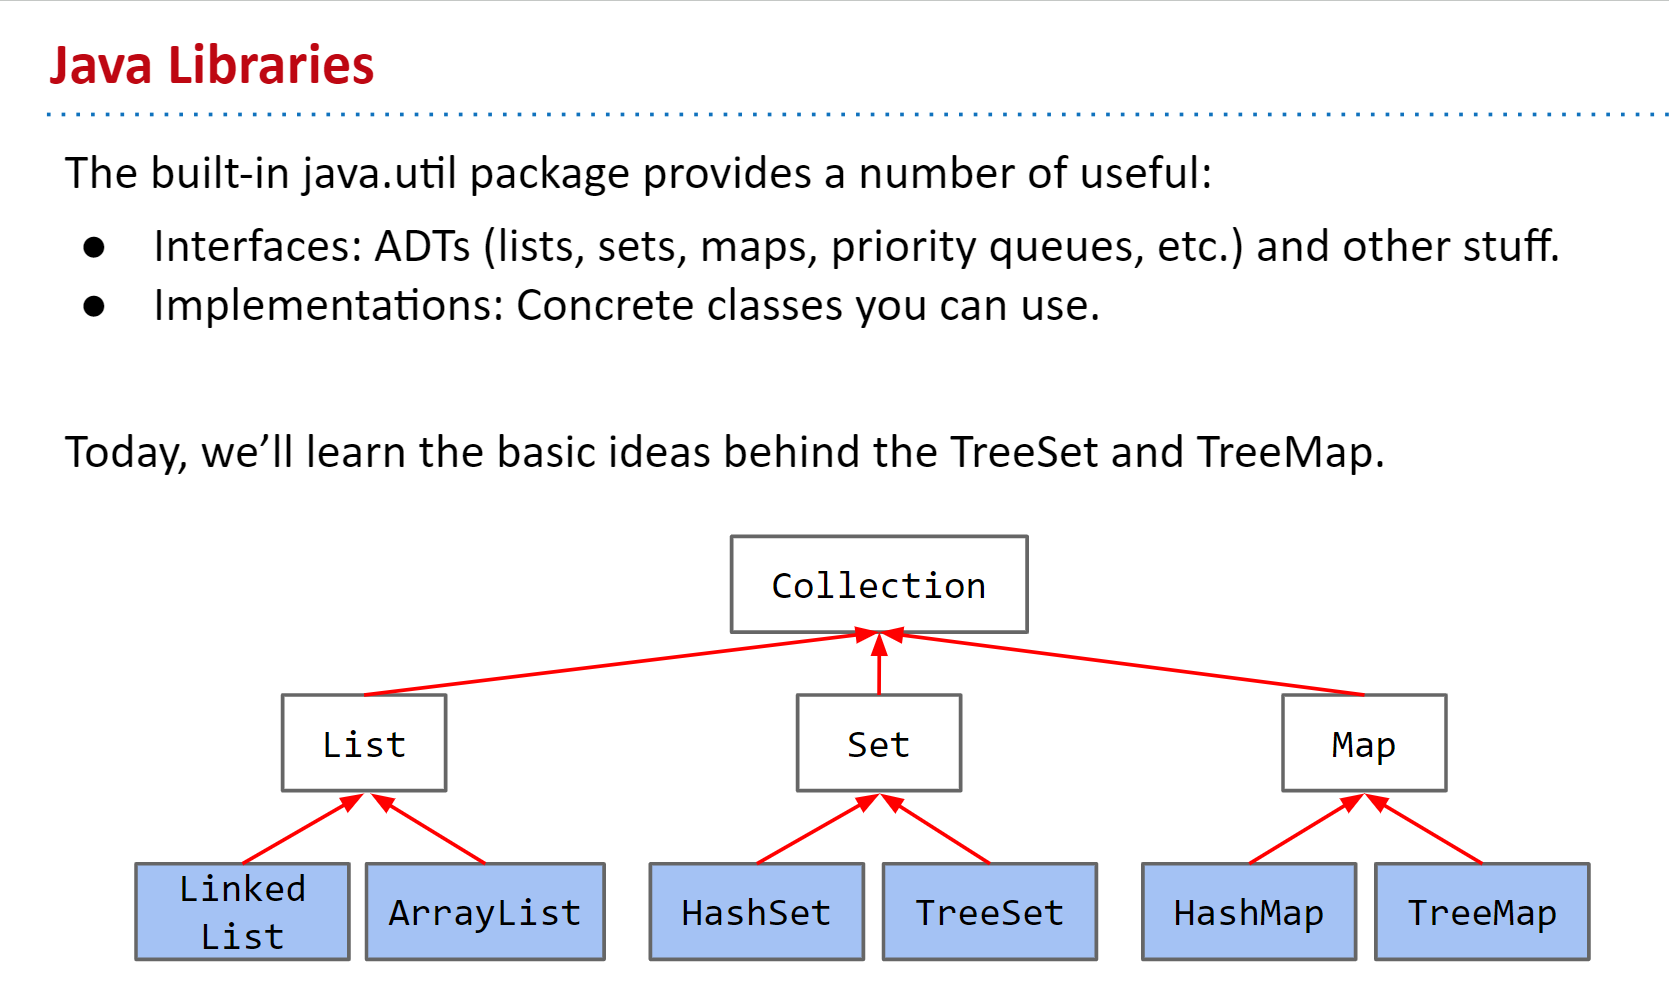 Java Libraries
The built-in java.util package provides a number of useful:
● Interfaces: ADTs (lists, sets, maps, priority queues, etc.) and other stuff.
● Implementations: Concrete classes you can use.
Today, we’ll learn the basic ideas behind the TreeSet and TreeMap.
Collection
List
Set
Map
Linked
List
ArrayList
HashSet
TreeSet
HashMap
TreeMap